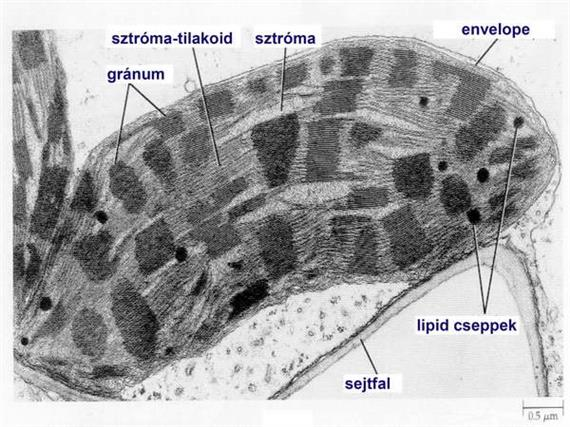 envelope
sztróma-tilakoid
sztróma
gránum
lipid cseppek
sejtfal
0.5 µm